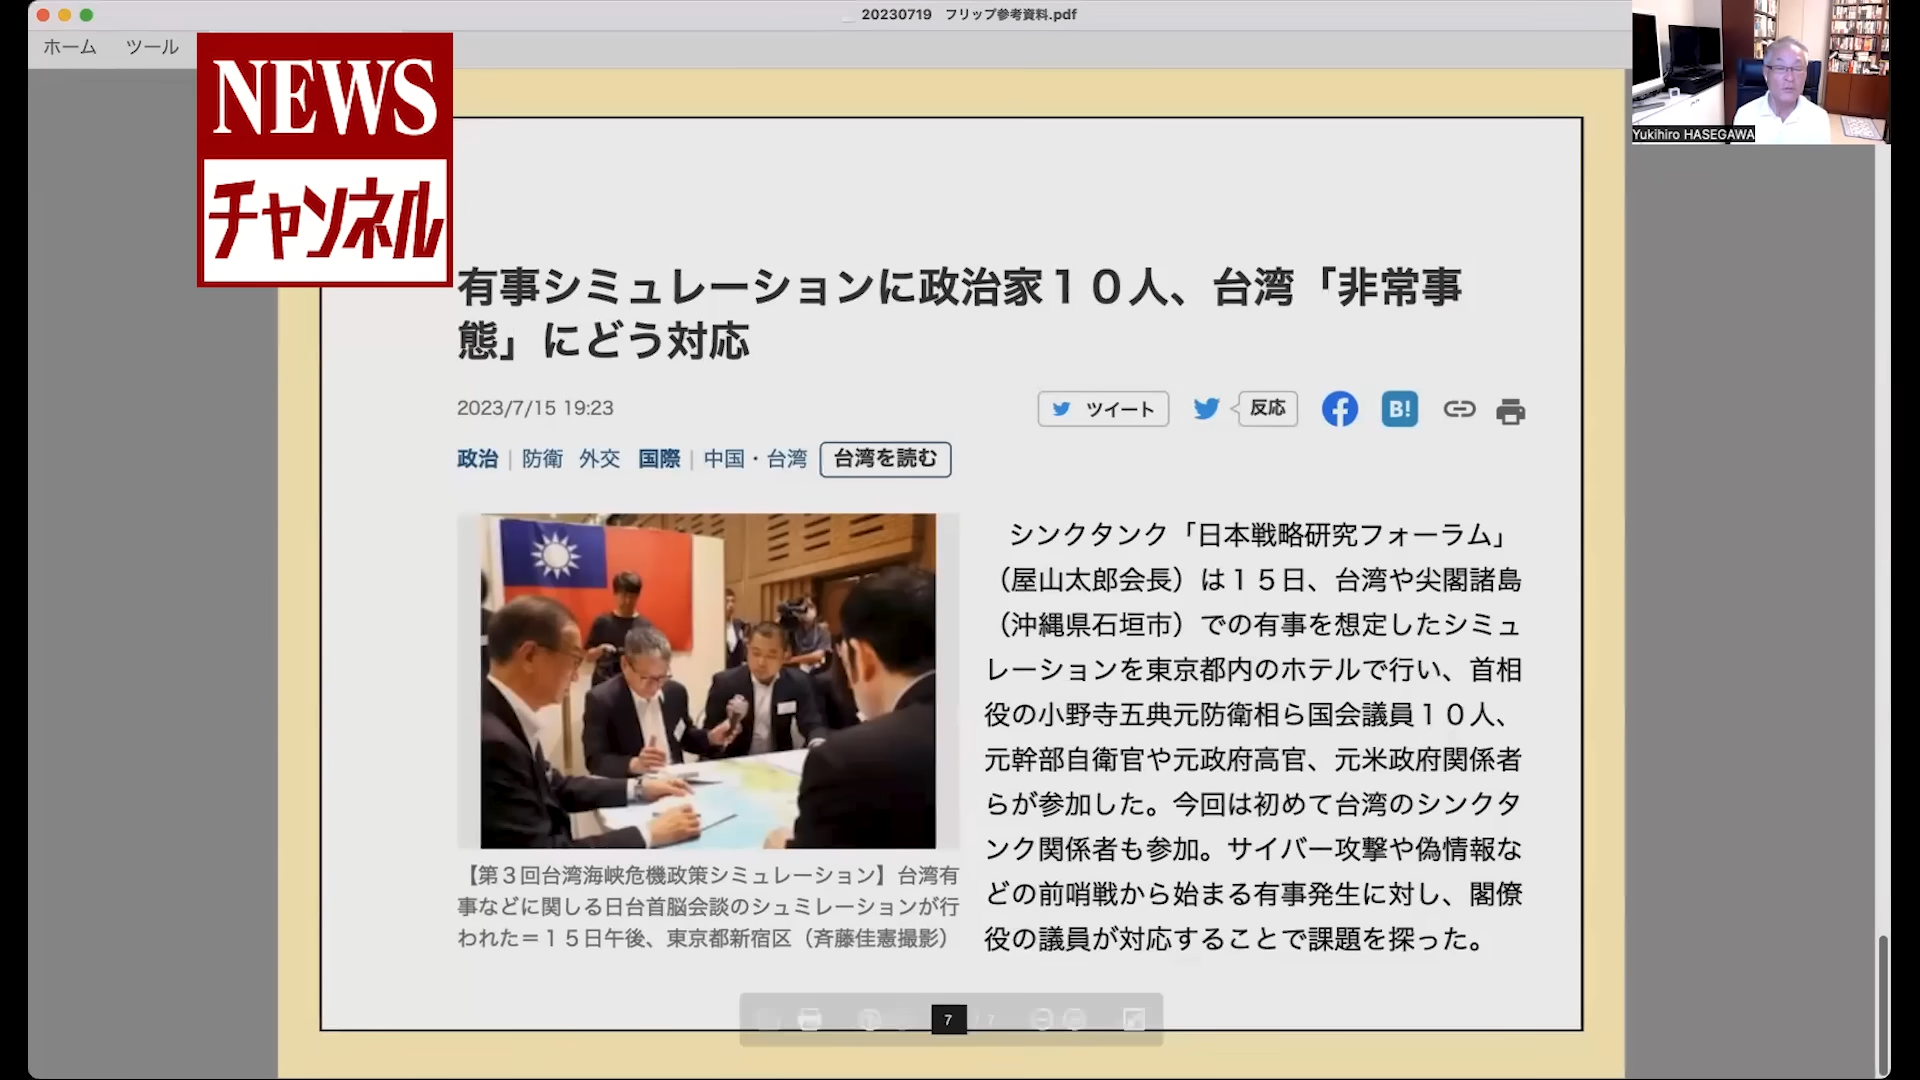 20230719 フリップ参考資料.pdf
ホーム ツール
NEWS
チャンネル
Yukihiro HASEGAWA
有事シミュレーションに政治家１０人、台湾「非常事
態」にどう対応
2023/7/15 19:23
ツイート
反応
B!
政治 | 防衛 外交 国際 | 中国・台湾 台湾を読む
シンクタンク「日本戦略研究フォーラム」
（屋山太郎会長）は１５日、台湾や尖閣諸島
（沖縄県石垣市）での有事を想定したシミュ
レーションを東京都内のホテルで行い、首相
役の小野寺五典元防衛相ら国会議員１０人、
元幹部自衛官や元政府高官、元米政府関係者
らが参加した。今回は初めて台湾のシンクタ
ンク関係者も参加。サイバー攻撃や偽情報な
どの前哨戦から始まる有事発生に対し、閣僚
役の議員が対応することで課題を探った。
【第３回台湾海峡危機政策シミュレーション】台湾有
事などに関しる日台首脳会談のシュミレーションが行
われた＝１５日午後、東京都新宿区（斉藤佳憲撮影）
7 / 7